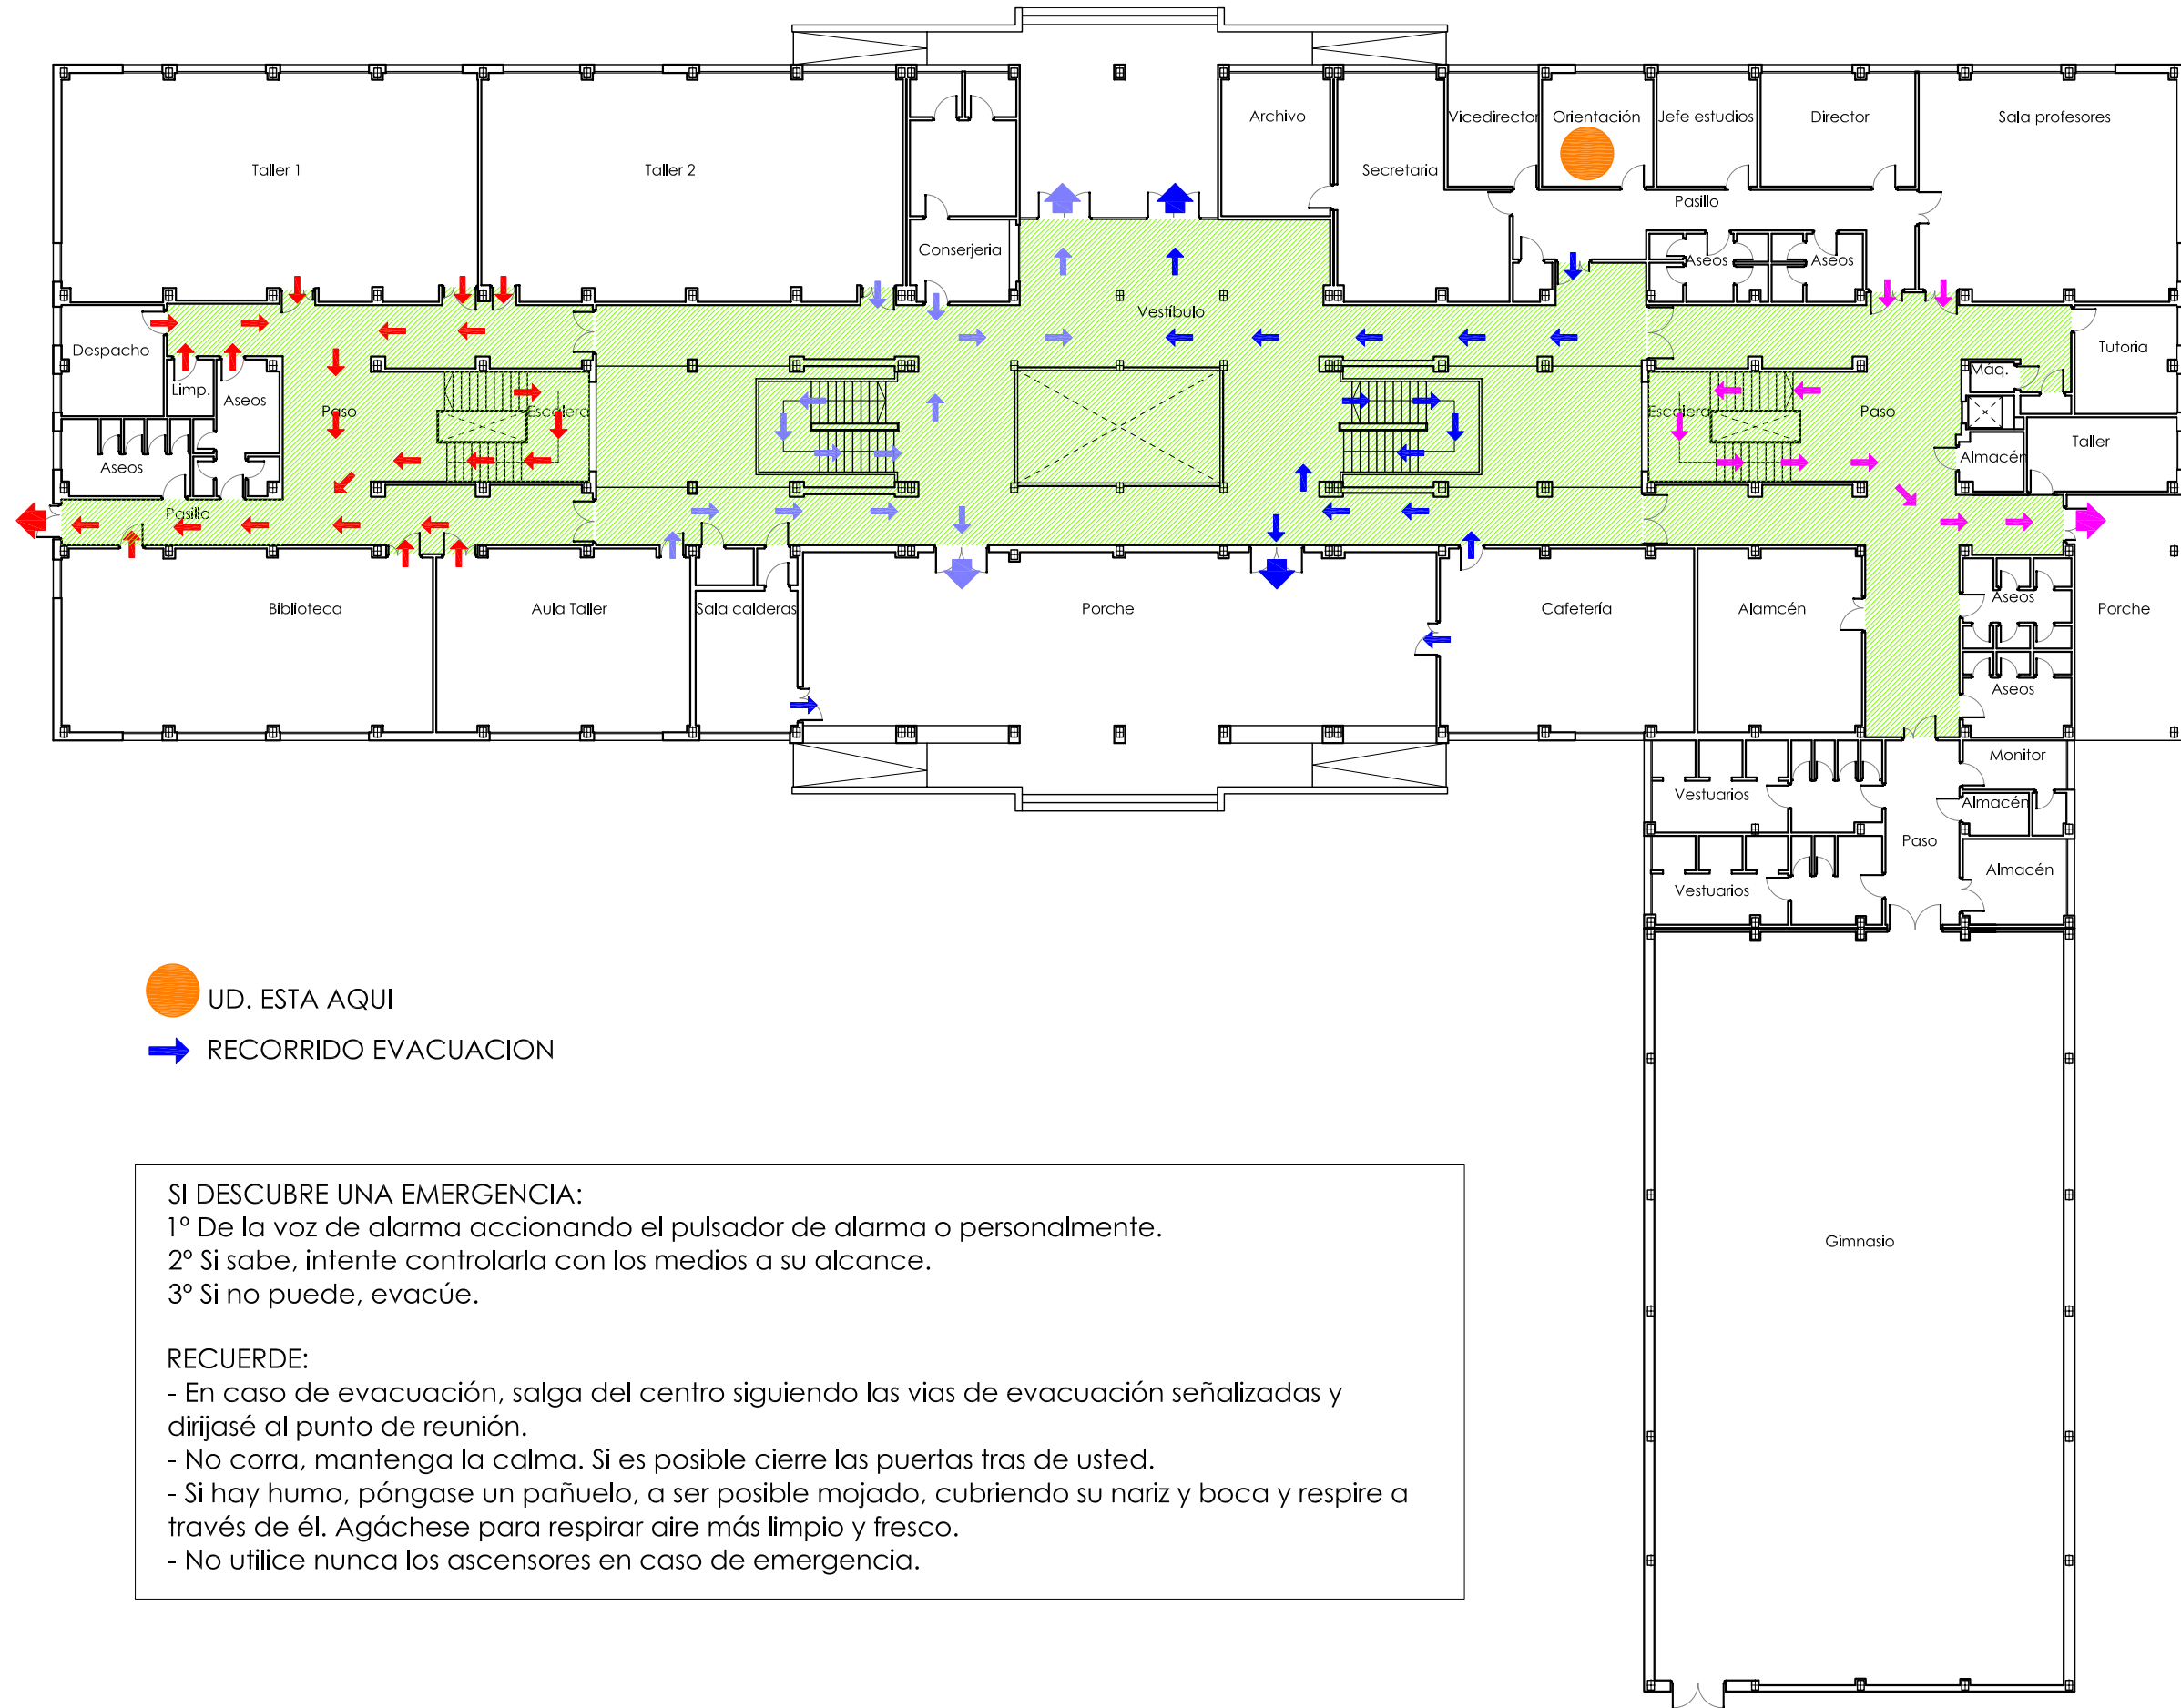 Archivo
Vicedirector
Orientación
Jefe estudios
Director
Sala profesores
Taller 1
Taller 2
Secretaria
Pasillo
Conserjeria
Aseos
Aseos
Vestíbulo
Despacho
Tutoria
Limp.
Aseos
Paso
Escalera
Escalera
Paso
Maq.
Taller
Aseos
Almacén
Pasillo
Biblioteca
Aula Taller
Sala calderas
Porche
Cafetería
Alamcén
Aseos
Porche
Aseos
Monitor
Vestuarios
Almacén
Paso
Almacén
Vestuarios
UD. ESTA AQUI
RECORRIDO EVACUACION
Gimnasio
SI DESCUBRE UNA EMERGENCIA:
1º De la voz de alarma accionando el pulsador de alarma o personalmente.
2º Si sabe, intente controlarla con los medios a su alcance.
3º Si no puede, evacúe.
RECUERDE:
- En caso de evacuación, salga del centro siguiendo las vias de evacuación señalizadas y
dirijasé al punto de reunión.
- No corra, mantenga la calma. Si es posible cierre las puertas tras de usted.
- Si hay humo, póngase un pañuelo, a ser posible mojado, cubriendo su nariz y boca y respire a
través de él. Agáchese para respirar aire más limpio y fresco.
- No utilice nunca los ascensores en caso de emergencia.